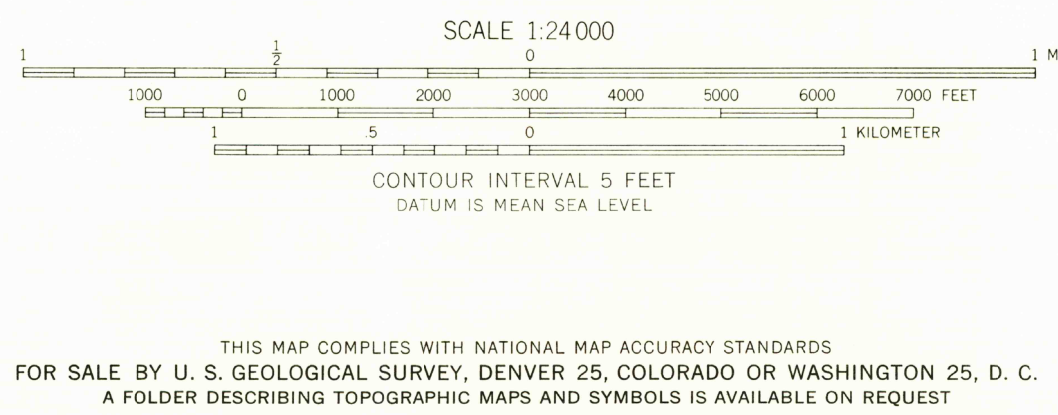 SCALE 1:24 000
1 1/2 0 1 M
1000 0 1000 2000 3000 4000 5000 6000 7000 FEET
1 .5 0 1 KILOMETER
CONTOUR INTERVAL 5 FEET
DATUM IS MEAN SEA LEVEL
THIS MAP COMPLIES WITH NATIONAL MAP ACCURACY STANDARDS
FOR SALE BY U. S. GEOLOGICAL SURVEY, DENVER 25, COLORADO OR WASHINGTON 25, D. C.
A FOLDER DESCRIBING TOPOGRAPHIC MAPS AND SYMBOLS IS AVAILABLE ON REQUEST